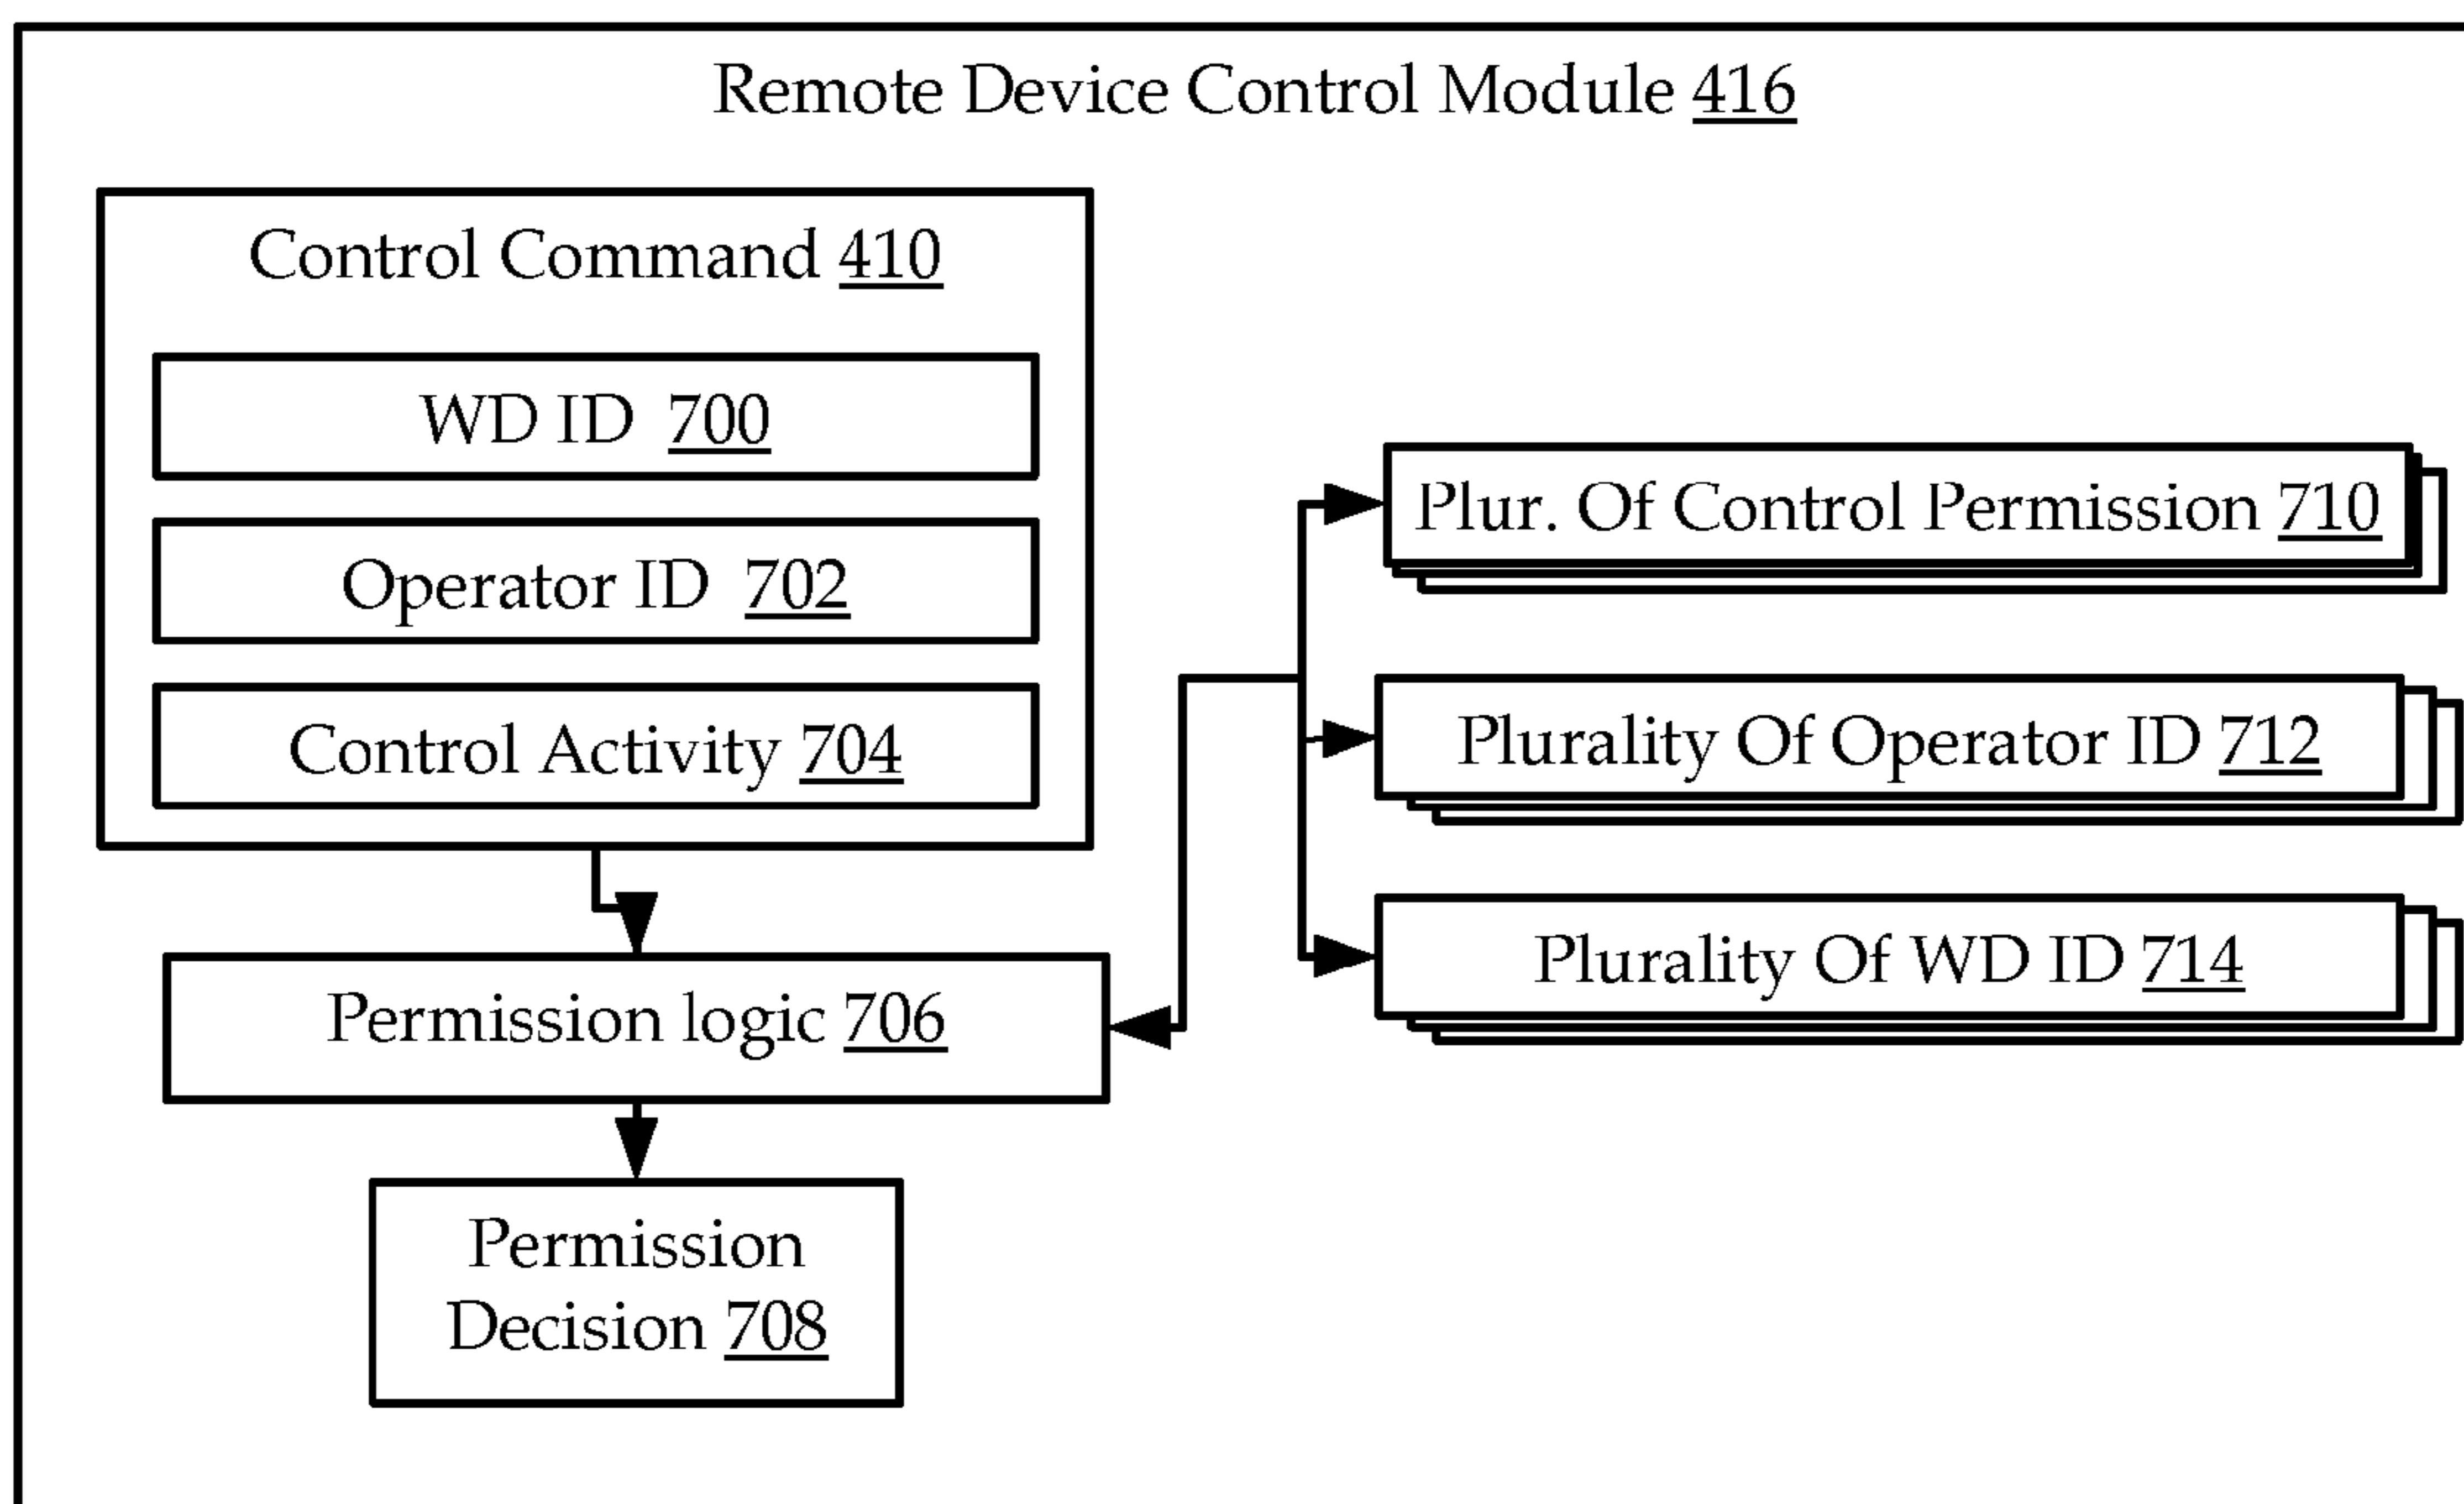 Remote Device Control Module 416
Control Command 410
WD ID 700
Operator ID 702
Control Activity 704
Plur. Of Control Permission 710
Plurality Of Operator ID 712
Plurality Of WD ID 714
Permission logic 706
Permission
Decision 708